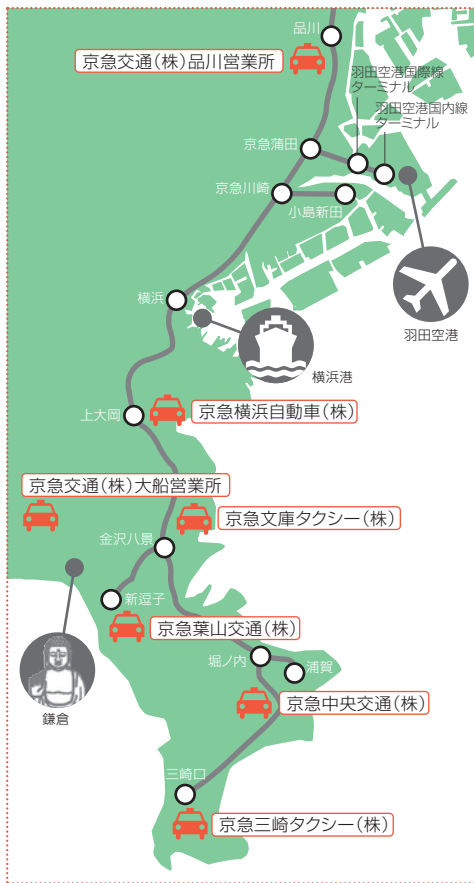 品川
京急交通(株)品川営業所
羽田空港国際線
ターミナル
羽田空港国内線
ターミナル
京急蒲田
京急川崎
小島新田
羽田空港
横浜
横浜港
上大岡
京急横浜自動車(株)
京急交通(株)大船営業所
京急文庫タクシー(株)
金沢八景
新逗子
京急葉山交通(株)
堀ノ内
浦賀
鎌倉
京急中央交通(株)
三崎口
京急三崎タクシー(株)